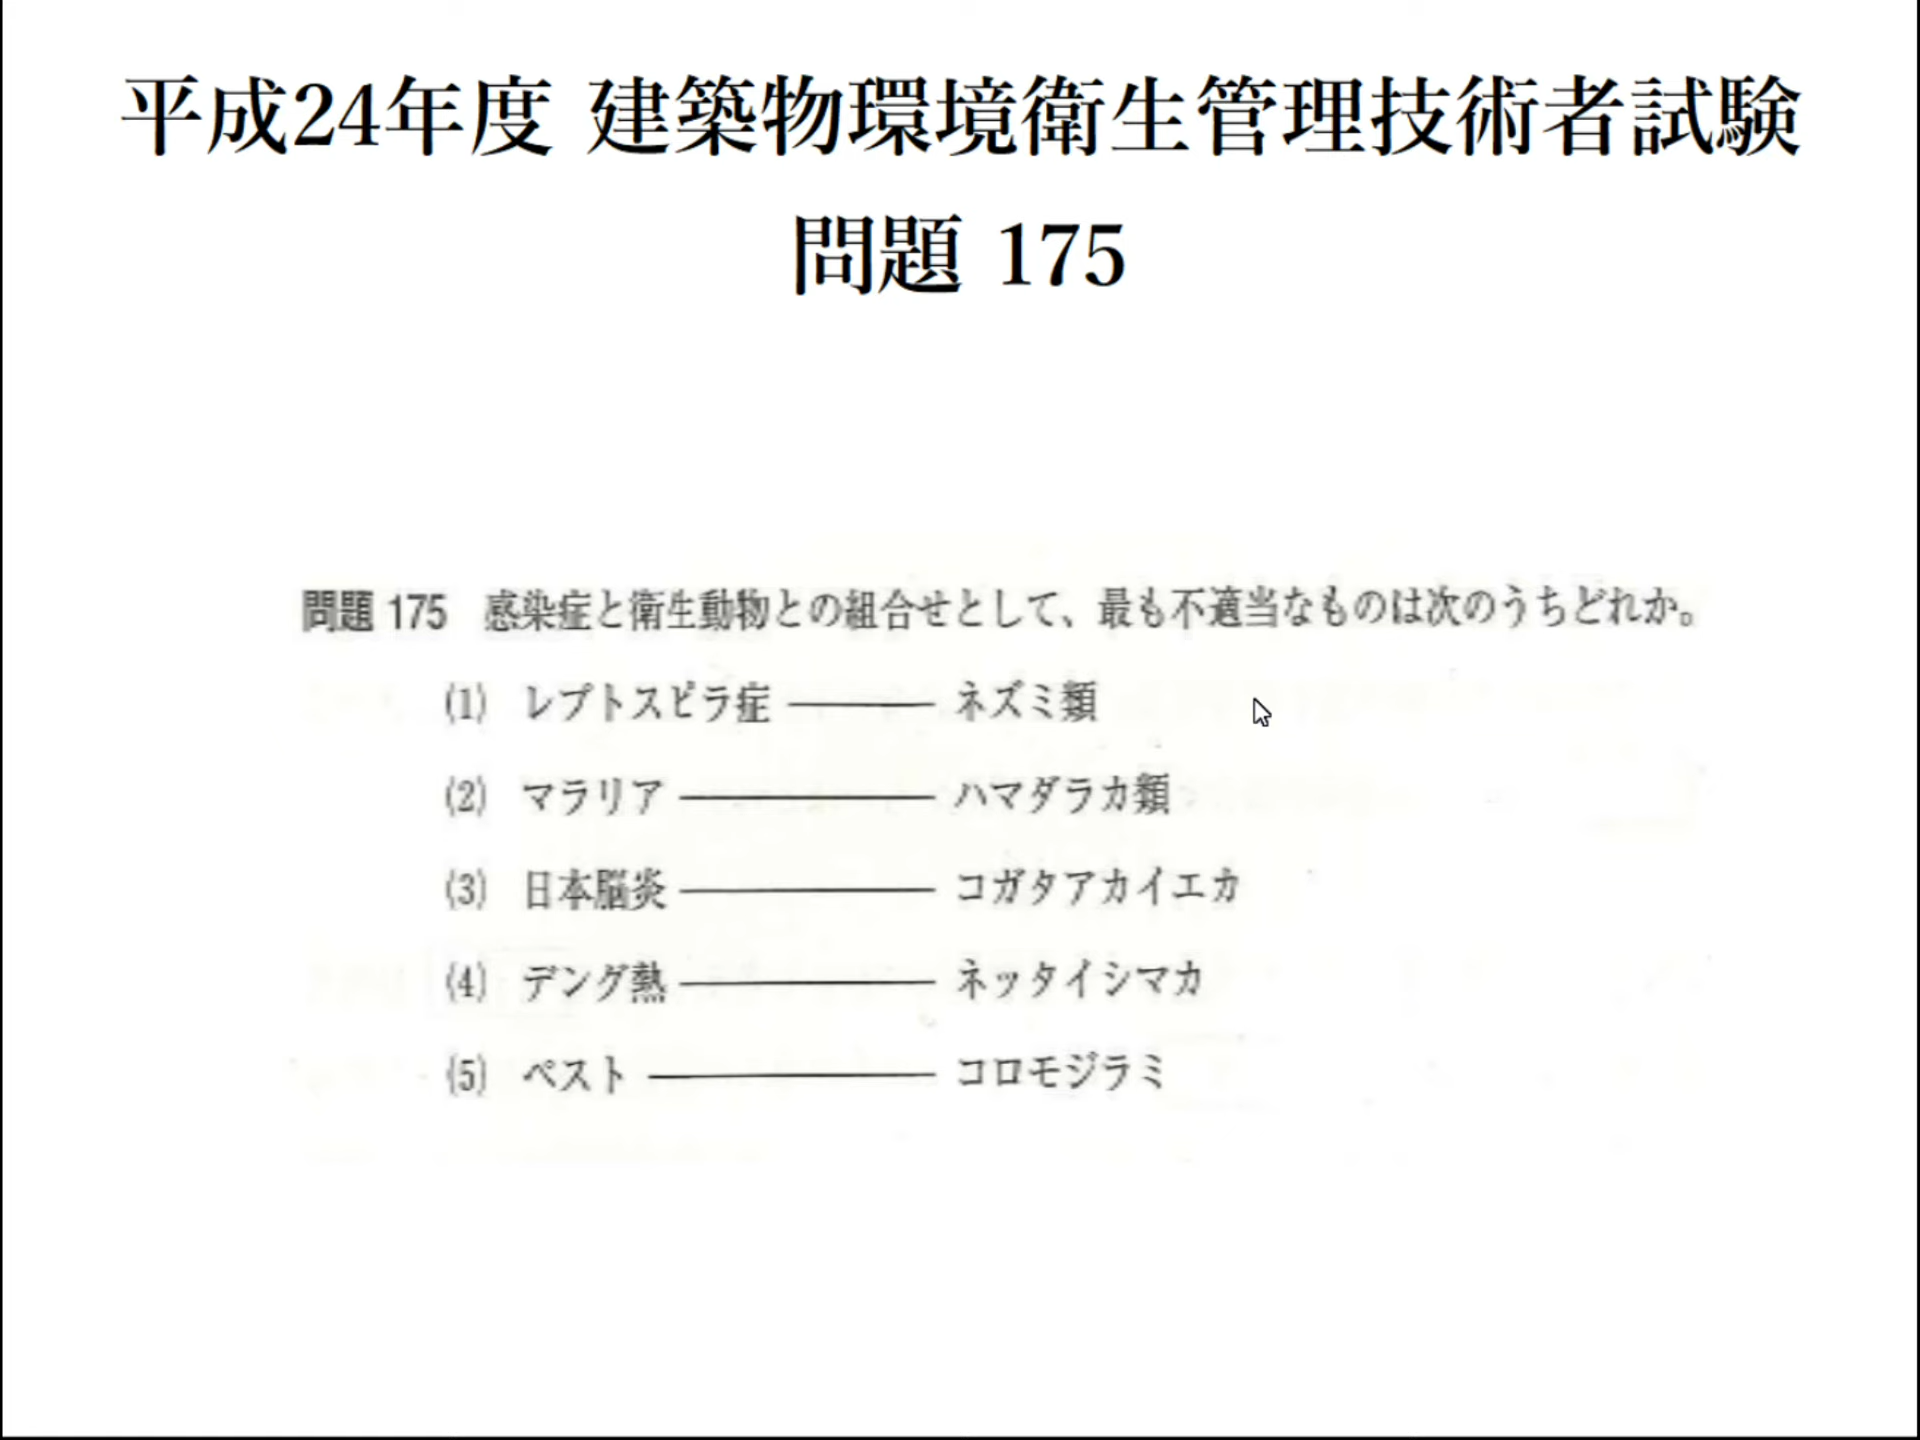 平成24年度 建築物環境衛生管理技術者試験
問題 175
問題 175 感染症と衛生動物との組合せとして、最も不適当なものは次のうちどれか。
(1) レプトスピラ症 ――― ネズミ類
(2) マラリア ――― ハマダラカ類
(3) 日本脳炎 ――― コガタアカイエカ
(4) デング熱 ――― ネッタイシマカ
(5) ペスト ――― コロモジラミ